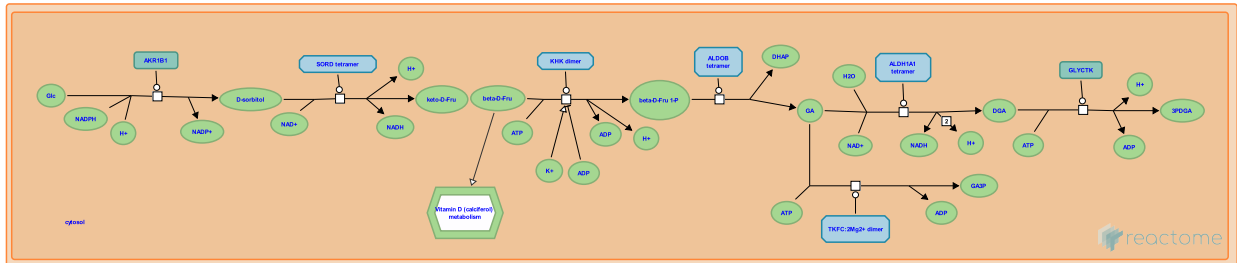 AKR1B1
SORD tetramer
KHK dimer
ALDOB
tetramer
ALDH1A1
tetramer
GLYCTK
DHAP
H+
H2O
H+
Glc
D-sorbitol
keto-D-Fru
beta-D-Fru
beta-D-Fru 1-P
GA
DGA
3PDGA
NADPH
H+
NADP+
NAD+
NADH
ATP
ADP
H+
NAD+
NADH
2
H+
ATP
ADP
K+
ADP
GA3P
ATP
ADP
Vitamin D (calciferol)
metabolism
cytosol
TKFC:2Mg2+ dimer
reactome